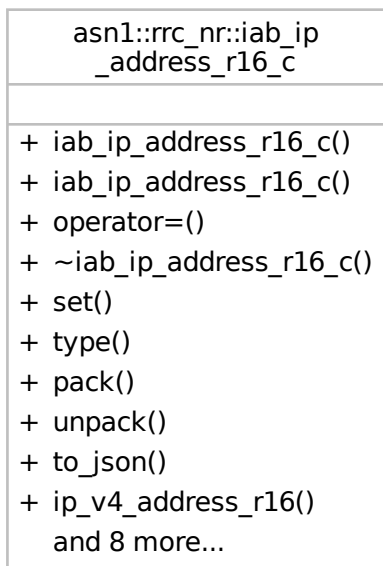 asn1::rrc_nr::iab_ip
_address_r16_c
+ iab_ip_address_r16_c()
+ iab_ip_address_r16_c()
+ operator=()
+ ~iab_ip_address_r16_c()
+ set()
+ type()
+ pack()
+ unpack()
+ to_json()
+ ip_v4_address_r16()
and 8 more...